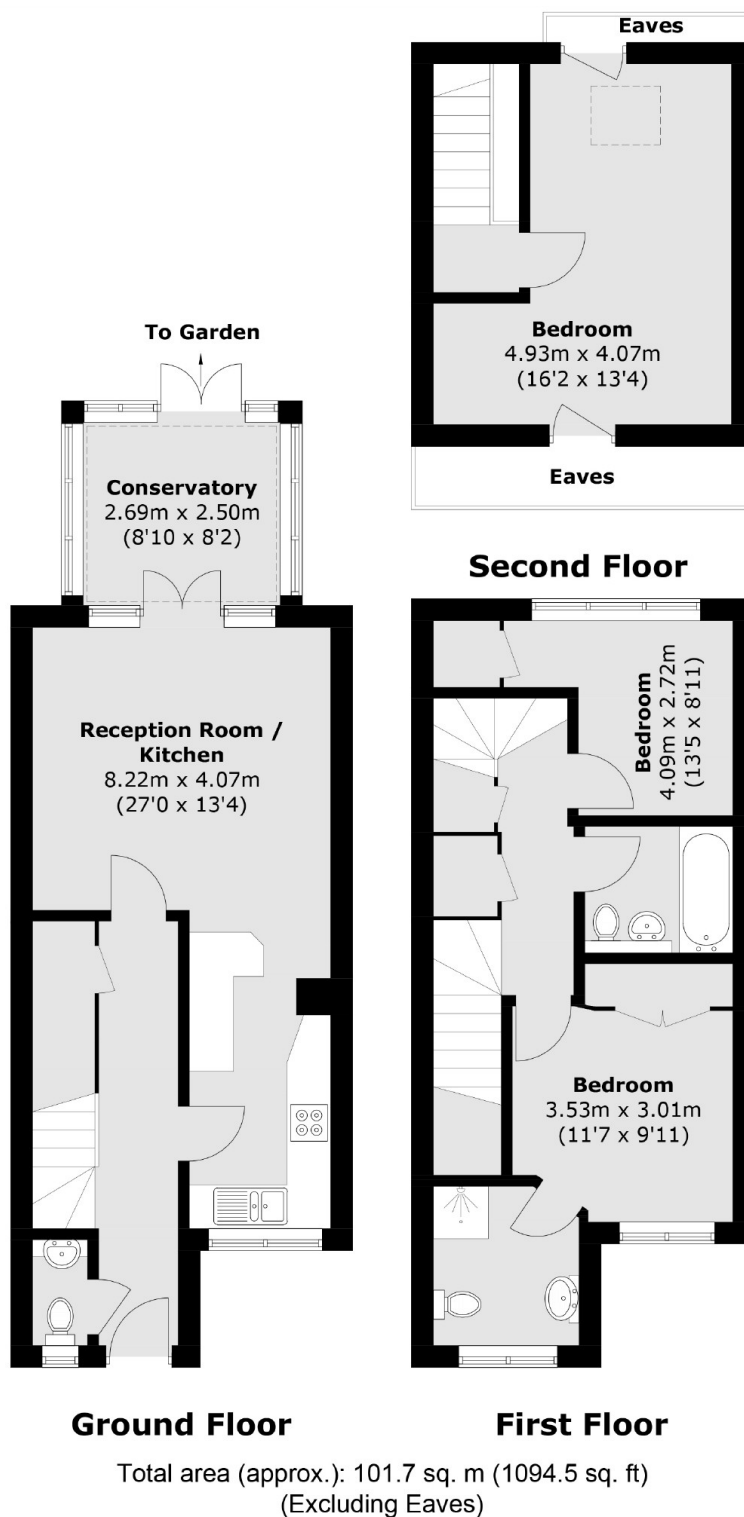 Eaves
Bedroom
4.93m x 4.07m
(16'2 x 13'4)
Eaves
Second Floor
To Garden
Conservatory
2.69m x 2.50m
(8'10 x 8'2)
Reception Room /
Kitchen
8.22m x 4.07m
(27'0 x 13'4)
Ground Floor
Bedroom
4.09m x 2.72m
(13'5 x 8'11)
Bedroom
3.53m x 3.01m
(11'7 x 9'11)
First Floor
Total area (approx.): 101.7 sq. m (1094.5 sq. ft)
(Excluding Eaves)